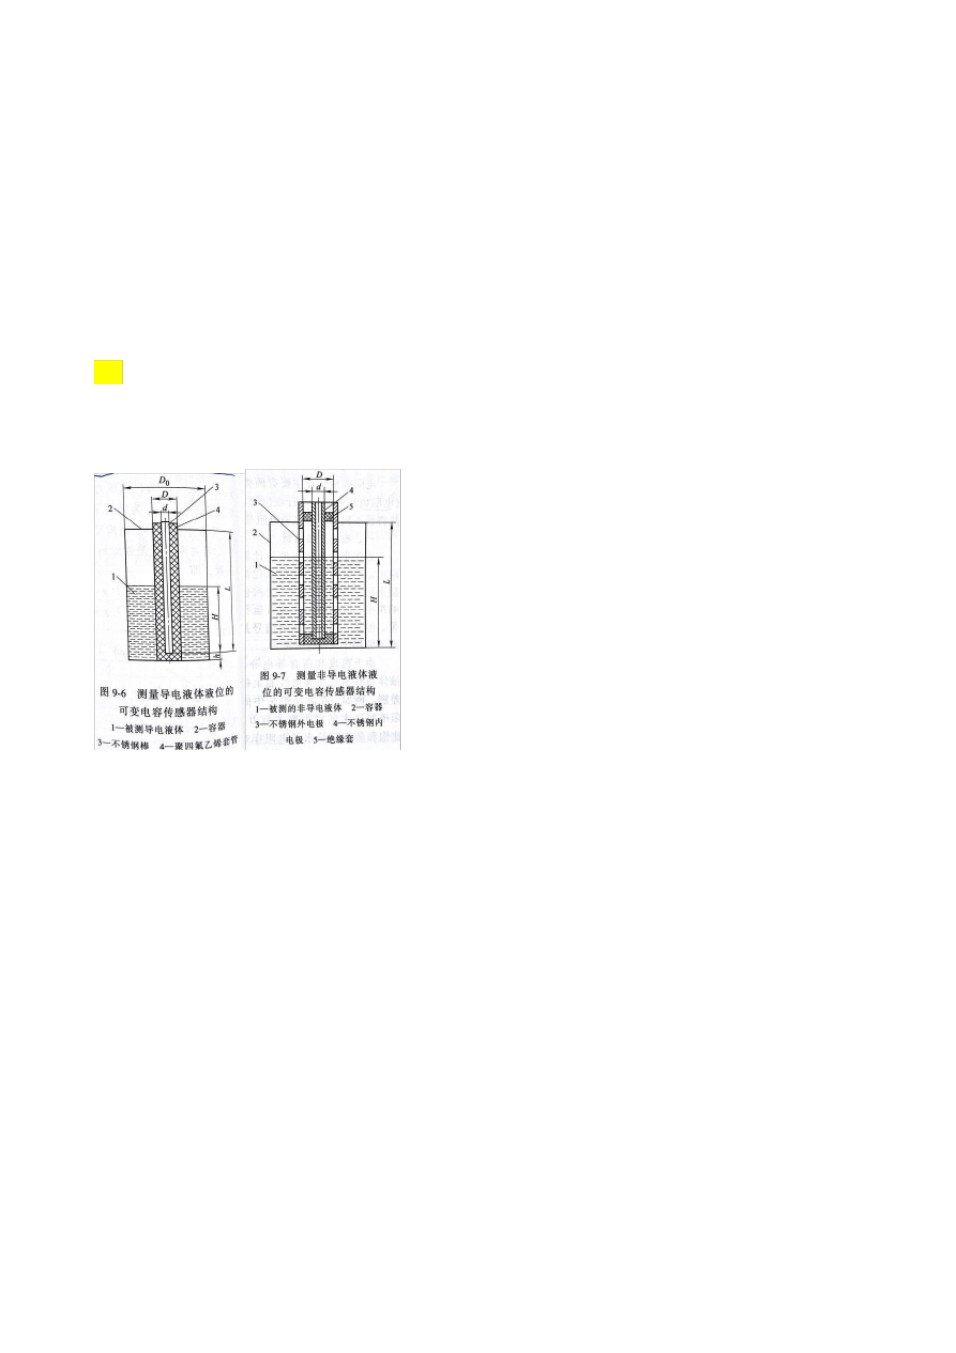 D₀
D
d
3
4
2
1
L
H
h
图 9-6 测量导电液体液位的
可变电容传感器结构
1—被测导电液体 2—容器
3—不锈钢棒 4—聚四氟乙烯套管
D
d
3
4
5
2
1
L
H
图 9-7 测量非导电液体液
位的可变电容传感器结构
1—被测的非导电液体 2—容器
3—不锈钢外电极 4—不锈钢内
电极 5—绝缘套